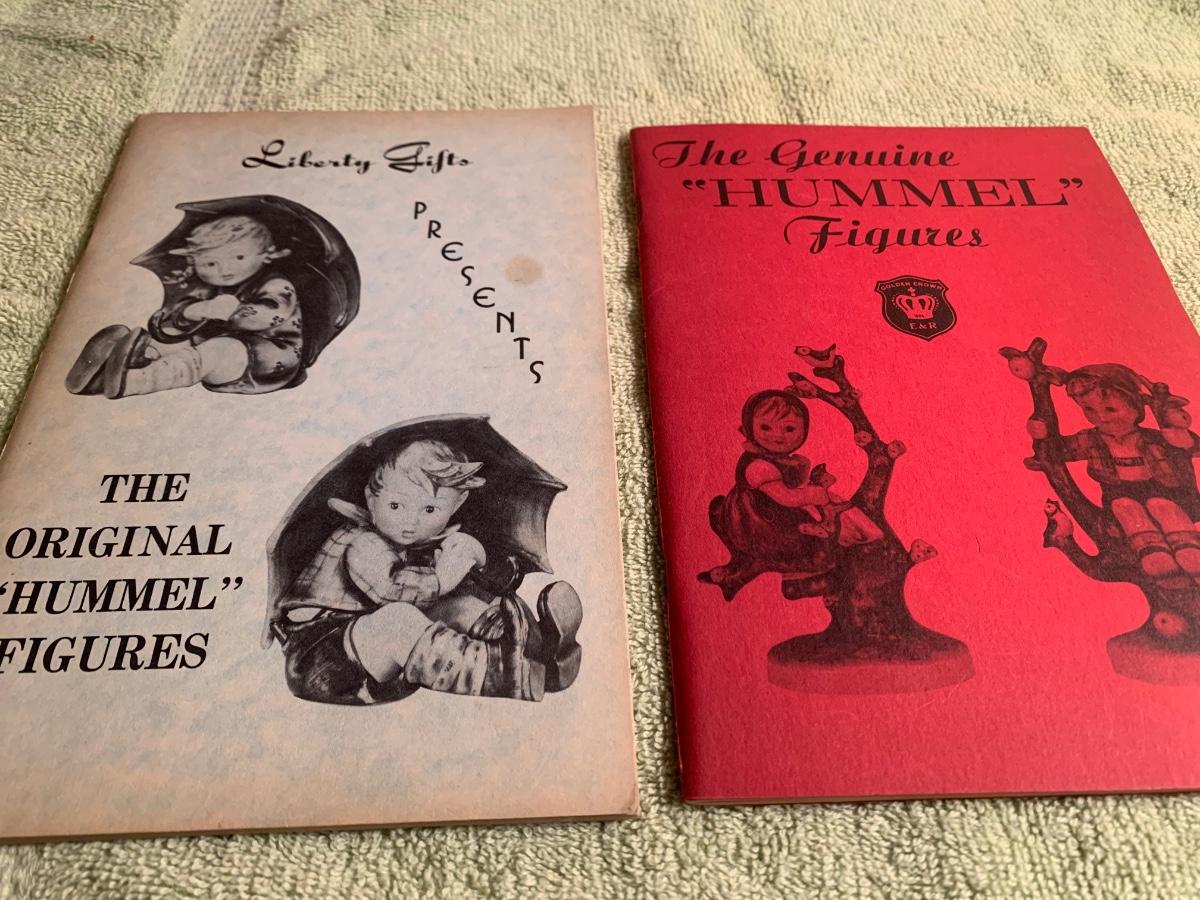 Liberty Gifts
PRESENTS
THE
ORIGINAL
"HUMMEL"
FIGURES
The Genuine
"HUMMEL"
Figures
GOLDEN CROWN
E & R